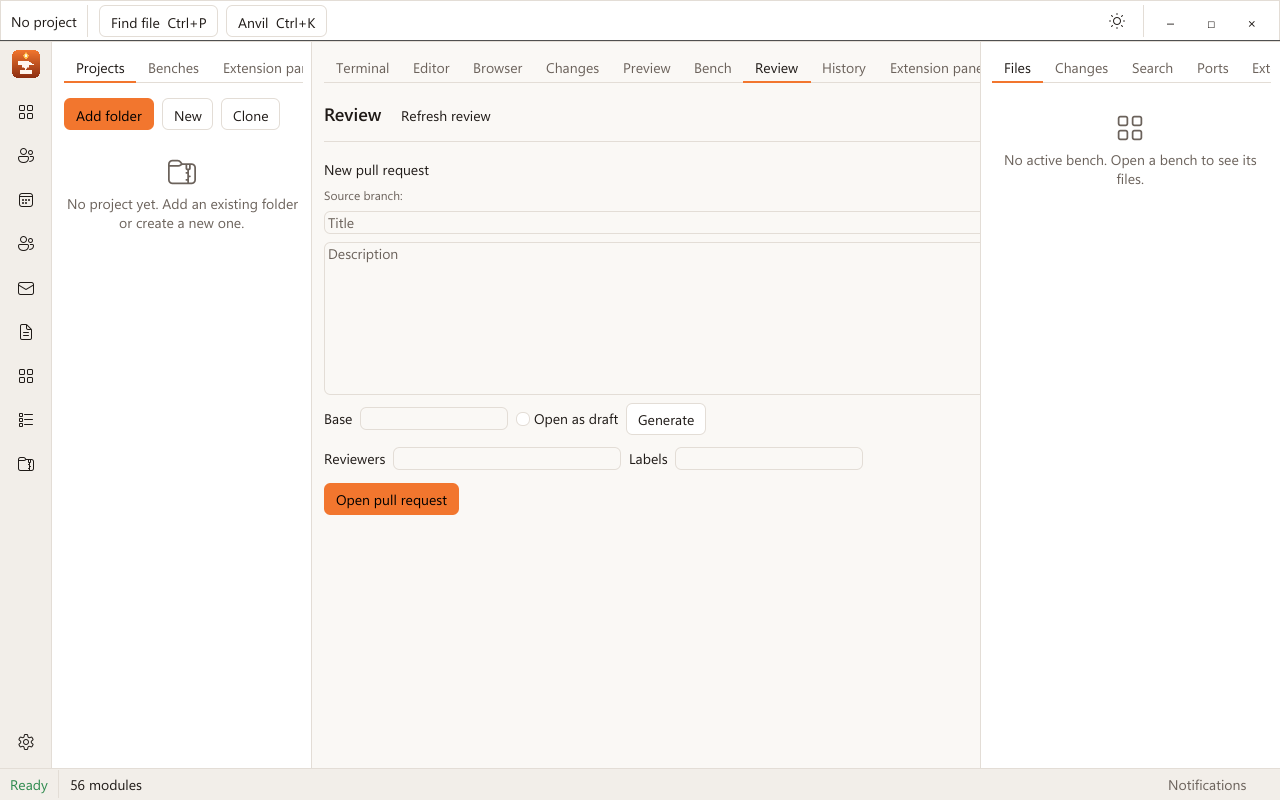 No project
Find file Ctrl+P
Anvil Ctrl+K
Projects Benches Extension par
Add folder New Clone
No project yet. Add an existing folder
or create a new one.
Terminal Editor Browser Changes Preview Bench Review History Extension pane
Review Refresh review
New pull request
Source branch:
Title
Description
Base Open as draft Generate
Reviewers Labels
Open pull request
Files Changes Search Ports Ext
No active bench. Open a bench to see its
files.
Ready 56 modules
Notifications